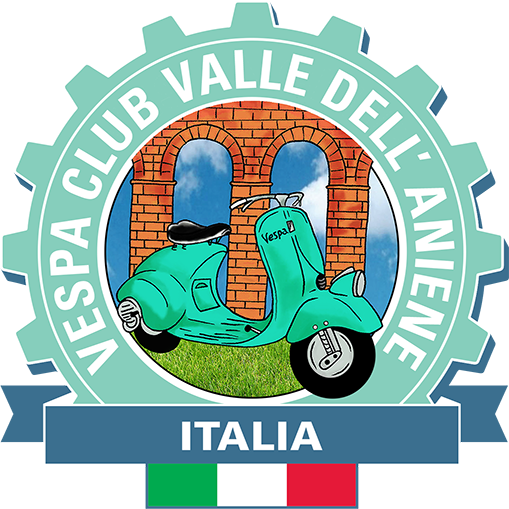 VESPA CLUB VALLE DELL' ANIENE
Vespa
ITALIA